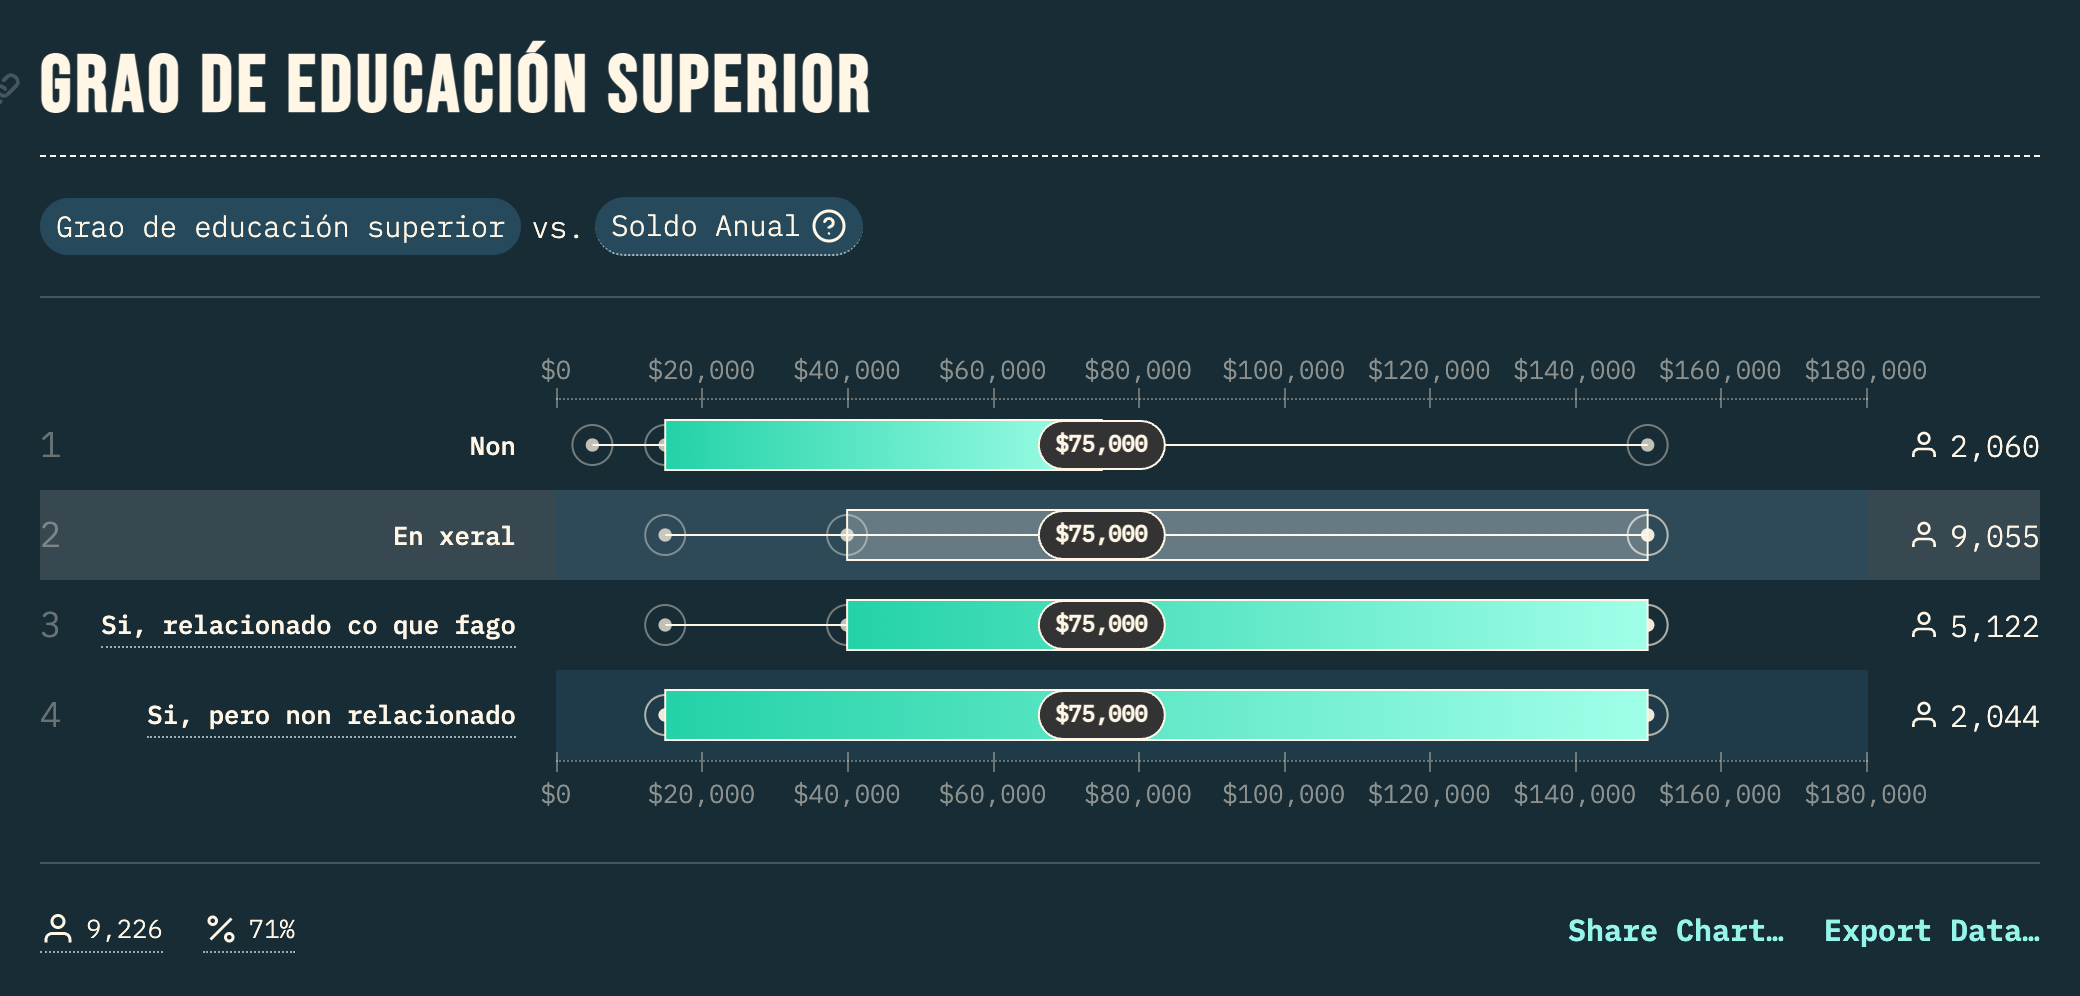 GRAO DE EDUCACIÓN SUPERIOR
Grao de educación superior vs. Soldo Anual ?
$0 $20,000 $40,000 $60,000 $80,000 $100,000 $120,000 $140,000 $160,000 $180,000
1 Non $75,000 2,060
2 En xeral $75,000 9,055
3 Si, relacionado co que fago $75,000 5,122
4 Si, pero non relacionado $75,000 2,044
$0 $20,000 $40,000 $60,000 $80,000 $100,000 $120,000 $140,000 $160,000 $180,000
9,226 % 71% Share Chart… Export Data…